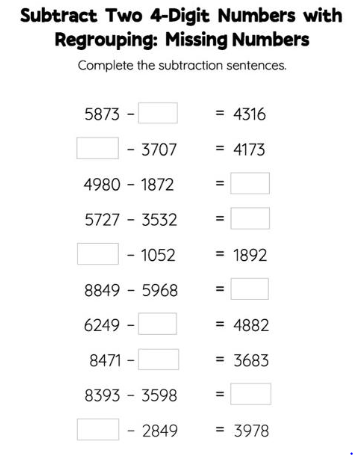 Subtract Two 4-Digit Numbers with
Regrouping: Missing Numbers
Complete the subtraction sentences.
5873 - = 4316
- 3707 = 4173
4980 - 1872 =
5727 - 3532 =
- 1052 = 1892
8849 - 5968 =
6249 - = 4882
8471 - = 3683
8393 - 3598 =
- 2849 = 3978